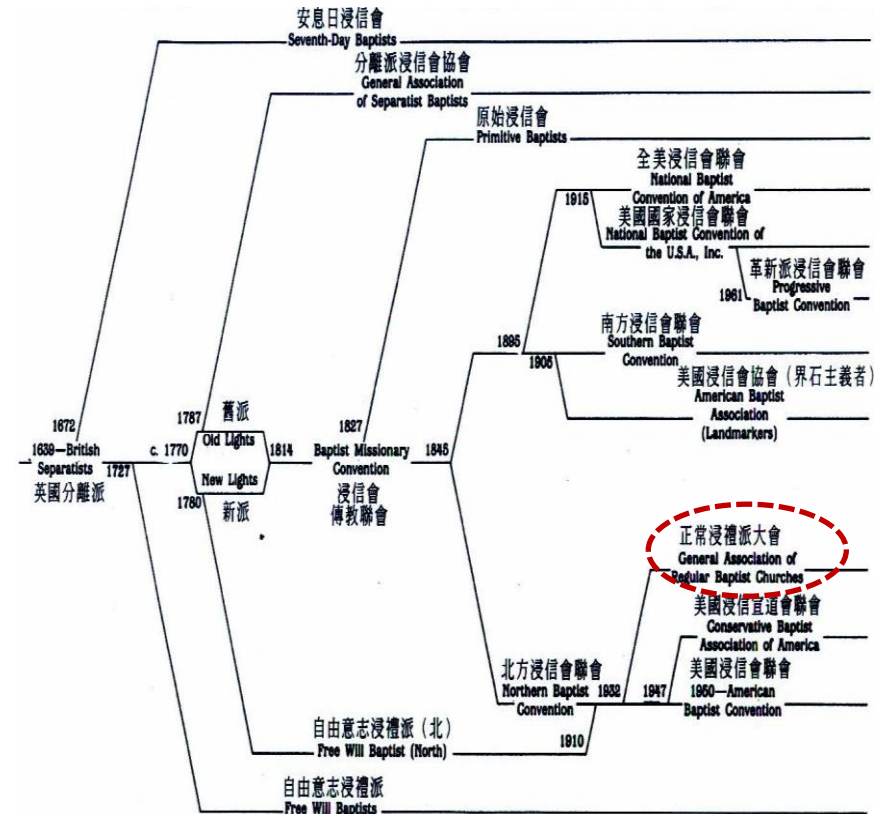 安息日浸信會
Seventh-Day Baptists
分離派浸信會協會
General Association
of Separatist Baptists
原始浸信會
Primitive Baptists
全美浸信會聯會
National Baptist
Convention of America
1915
美國國家浸信會聯會
National Baptist Convention of
the U.S.A., Inc.
革新派浸信會聯會
Progressive
Baptist Convention
1961
南方浸信會聯會
Southern Baptist
Convention
1895
1905
美國浸信會協會（界石主義者）
American Baptist
Association
(Landmarkers)
1672
1639—British
Separatists
英國分離派
1727
c. 1770
1787
舊派
Old Lights
New Lights
1780
新派
1814
1827
Baptist Missionary
Convention
浸信會
傳教聯會
1845
正常浸禮派大會
General Association of
Regular Baptist Churches
美國浸信宣道會聯會
Conservative Baptist
Association of America
北方浸信會聯會
Northern Baptist
Convention
1932
1947
美國浸信會聯會
1950—American
Baptist Convention
1910
自由意志浸禮派（北）
Free Will Baptist (North)
自由意志浸禮派
Free Will Baptists